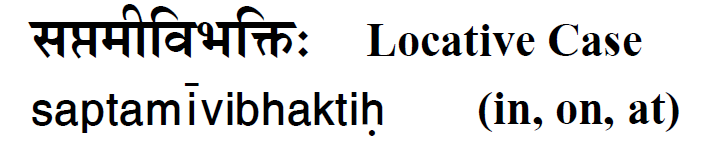 सप्तमीविभक्तिः Locative Case
saptamīvibhaktiḥ (in, on, at)